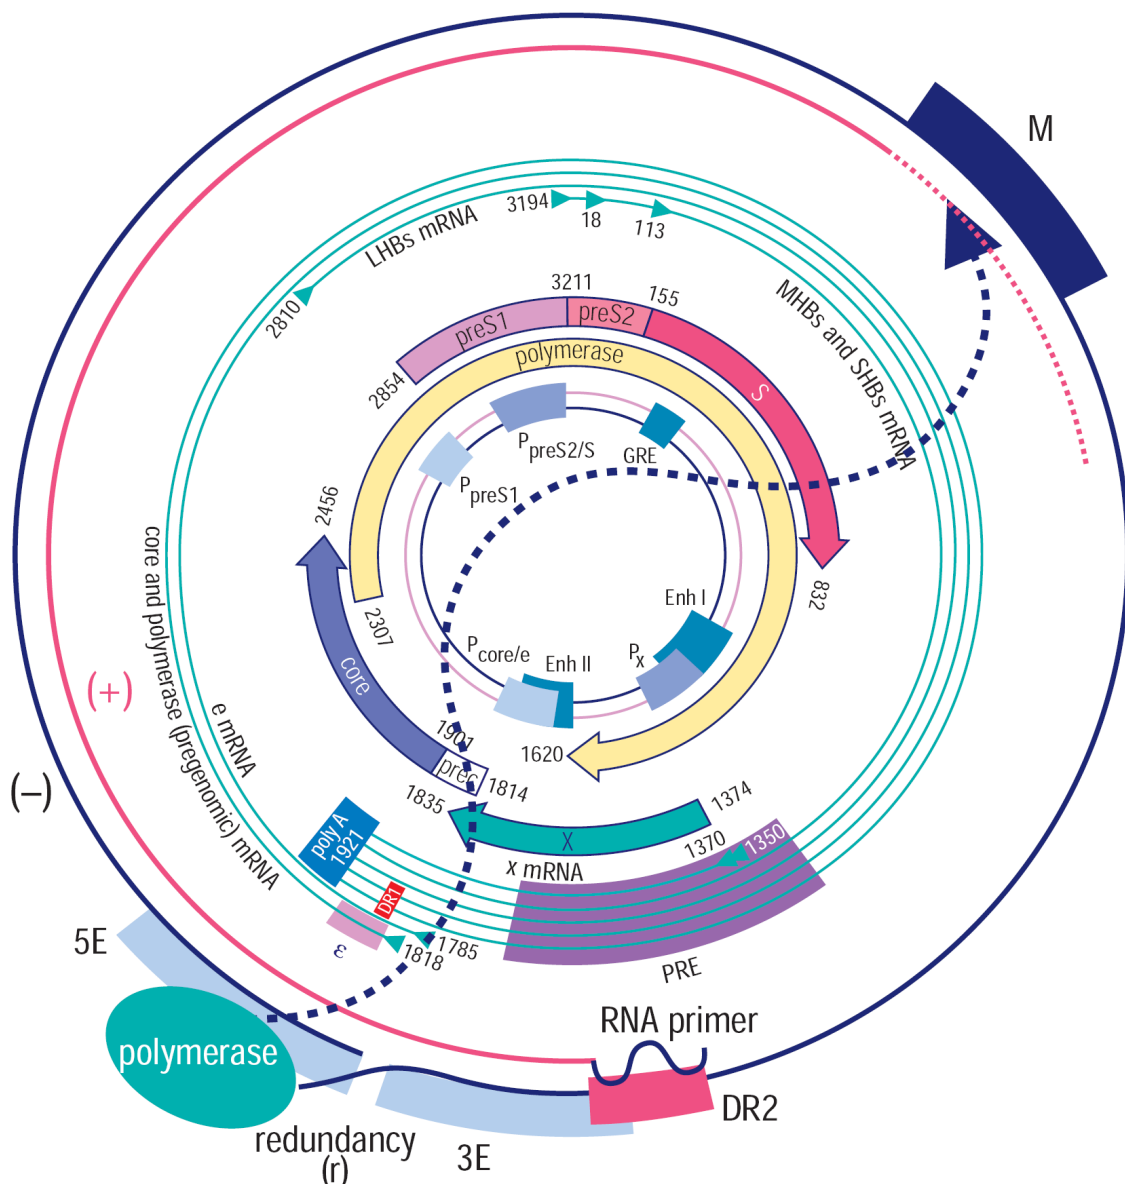 M
3194
18
113
LHBs mRNA
2810
3211
155
preS1
preS2
MHBs and SHBs mRNA
2854
polymerase
S
PpreS2/S
GRE
PpreS1
2456
core and polymerase (pregenomic) mRNA
832
2307
Enh I
Pcore/e
Enh II
Px
core
(+)
e mRNA
1901
1620
prec
1814
(–)
1835
1374
poly A
1921
X
1370
1350
x mRNA
DR1
ε
1818
1785
PRE
5E
RNA primer
polymerase
DR2
redundancy
(r)
3E